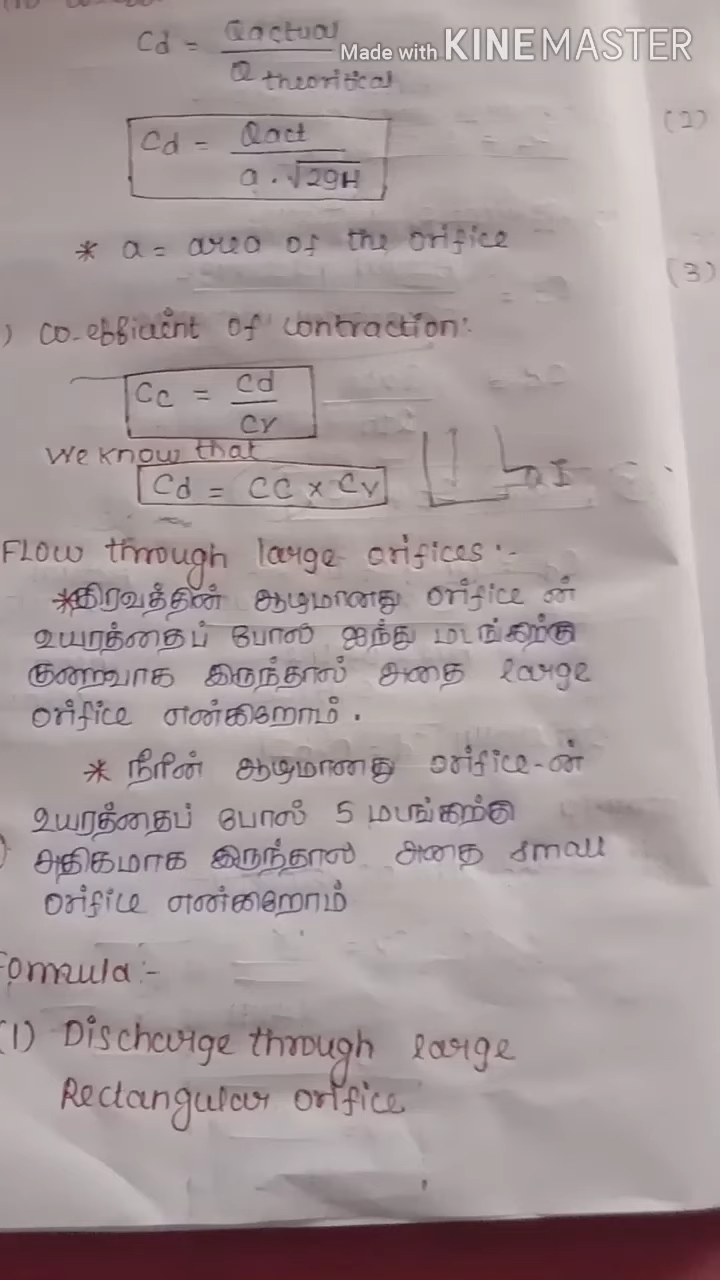 Cd = Qactual
Q theoritical
Made with KINEMASTER
Cd = Qact
a . √2gH
(2)
* a = area of the orifice
(3)
) co-efficient of contraction:
Cc = Cd
Cv
We know that
Cd = CC x Cv
FLOW through large orifices :-
*திரவத்தின் ஆழமானது orifice ன்
உயரத்தைப் போல் ஐந்து மடங்கிற்கு
குறைவாக இருந்தால் அதை large
orifice என்கிறோம்.
* நீரின் ஆழமானது orifice-ன்
உயரத்தைப் போல் 5 மடங்கிற்கு
அதிகமாக இருந்தால் அதை small
orifice என்கிறோம்
Fomula:-
(1) Discharge through large
Rectangular orifice